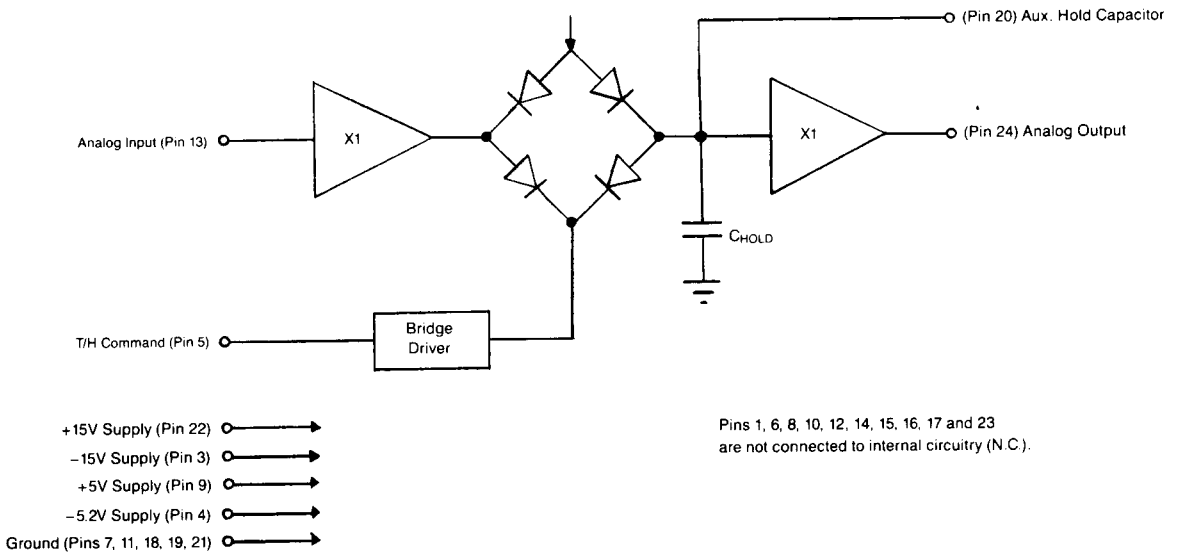 (Pin 20) Aux. Hold Capacitor
Analog Input (Pin 13)
X1
X1
(Pin 24) Analog Output
CHOLD
T/H Command (Pin 5)
Bridge
Driver
+15V Supply (Pin 22)
−15V Supply (Pin 3)
+5V Supply (Pin 9)
−5.2V Supply (Pin 4)
Ground (Pins 7, 11, 18, 19, 21)
Pins 1, 6, 8, 10, 12, 14, 15, 16, 17 and 23
are not connected to internal circuitry (N.C.).